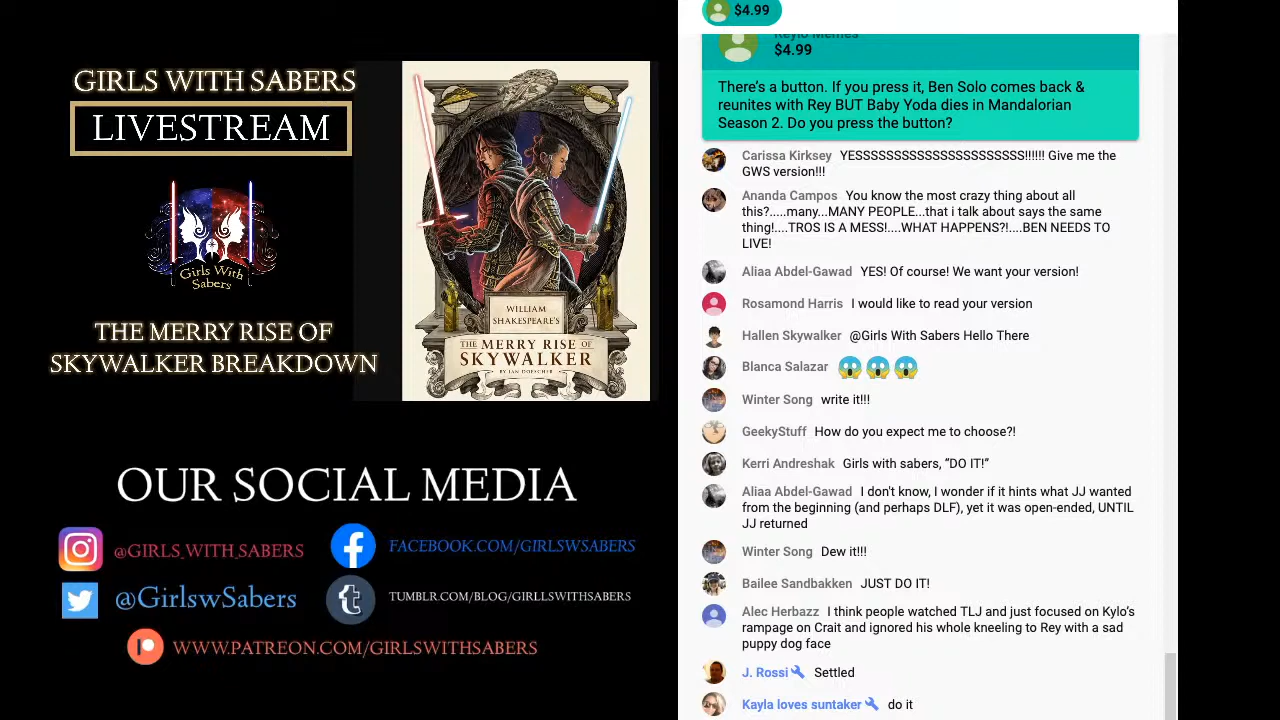 GIRLS WITH SABERS
LIVESTREAM
Girls With
Sabers
THE MERRY RISE OF
SKYWALKER BREAKDOWN
WILLIAM
SHAKESPEARE'S
THE MERRY RISE OF
SKYWALKER
BY IAN DOESCHER
OUR SOCIAL MEDIA
@GIRLS_WITH_SABERS
FACEBOOK.COM/GIRLSWSABERS
@GirlswSabers
TUMBLR.COM/BLOG/GIRLLSWITHSABERS
WWW.PATREON.COM/GIRLSWITHSABERS
$4.99
Reylo Memes
$4.99
There's a button. If you press it, Ben Solo comes back &
reunites with Rey BUT Baby Yoda dies in Mandalorian
Season 2. Do you press the button?
Carissa Kirksey YESSSSSSSSSSSSSSSSSSSSSS!!!!!! Give me the
GWS version!!!
Ananda Campos You know the most crazy thing about all
this?.....many...MANY PEOPLE...that i talk about says the same
thing!....TROS IS A MESS!....WHAT HAPPENS?!....BEN NEEDS TO
LIVE!
Aliaa Abdel-Gawad YES! Of course! We want your version!
Rosamond Harris I would like to read your version
Hallen Skywalker @Girls With Sabers Hello There
Blanca Salazar 😱😱😱
Winter Song write it!!!
GeekyStuff How do you expect me to choose?!
Kerri Andreshak Girls with sabers, “DO IT!”
Aliaa Abdel-Gawad I don't know, I wonder if it hints what JJ wanted
from the beginning (and perhaps DLF), yet it was open-ended, UNTIL
JJ returned
Winter Song Dew it!!!
Bailee Sandbakken JUST DO IT!
Alec Herbazz I think people watched TLJ and just focused on Kylo’s
rampage on Crait and ignored his whole kneeling to Rey with a sad
puppy dog face
J. Rossi Settled
Kayla loves suntaker do it